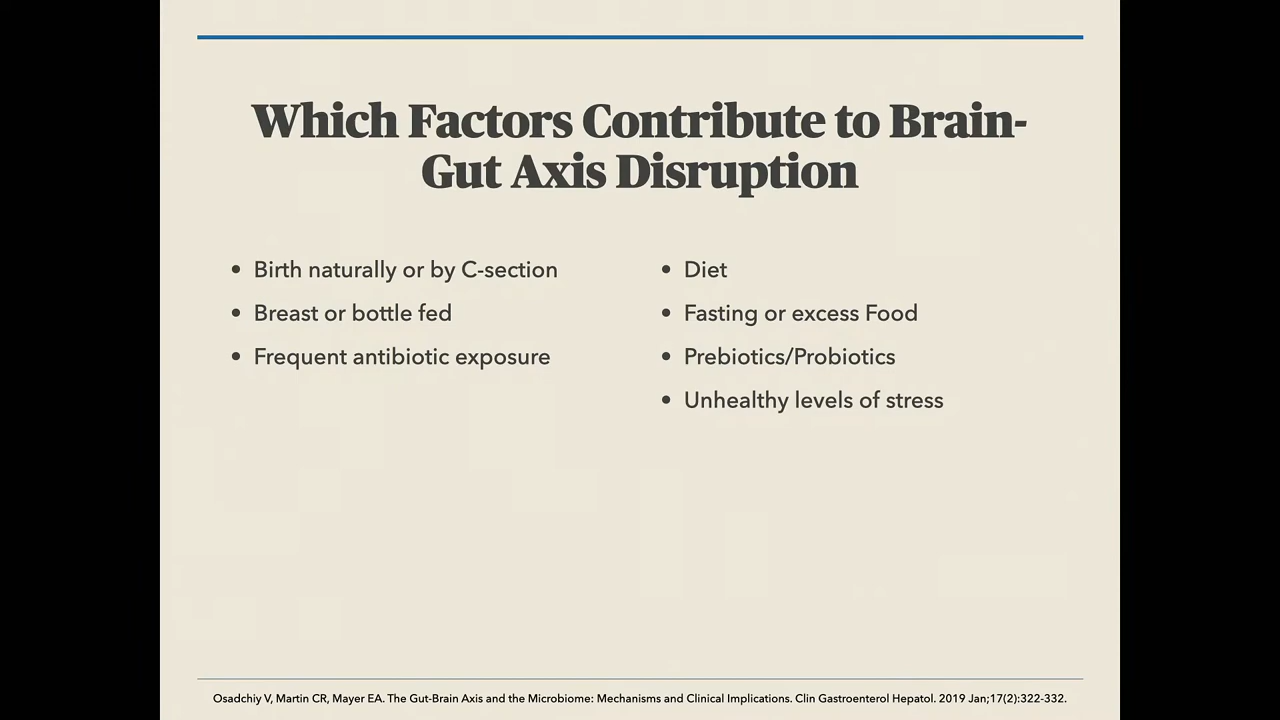 Which Factors Contribute to Brain-
Gut Axis Disruption
• Birth naturally or by C-section
• Breast or bottle fed
• Frequent antibiotic exposure
• Diet
• Fasting or excess Food
• Prebiotics/Probiotics
• Unhealthy levels of stress
Osadchiy V, Martin CR, Mayer EA. The Gut-Brain Axis and the Microbiome: Mechanisms and Clinical Implications. Clin Gastroenterol Hepatol. 2019 Jan;17(2):322-332.